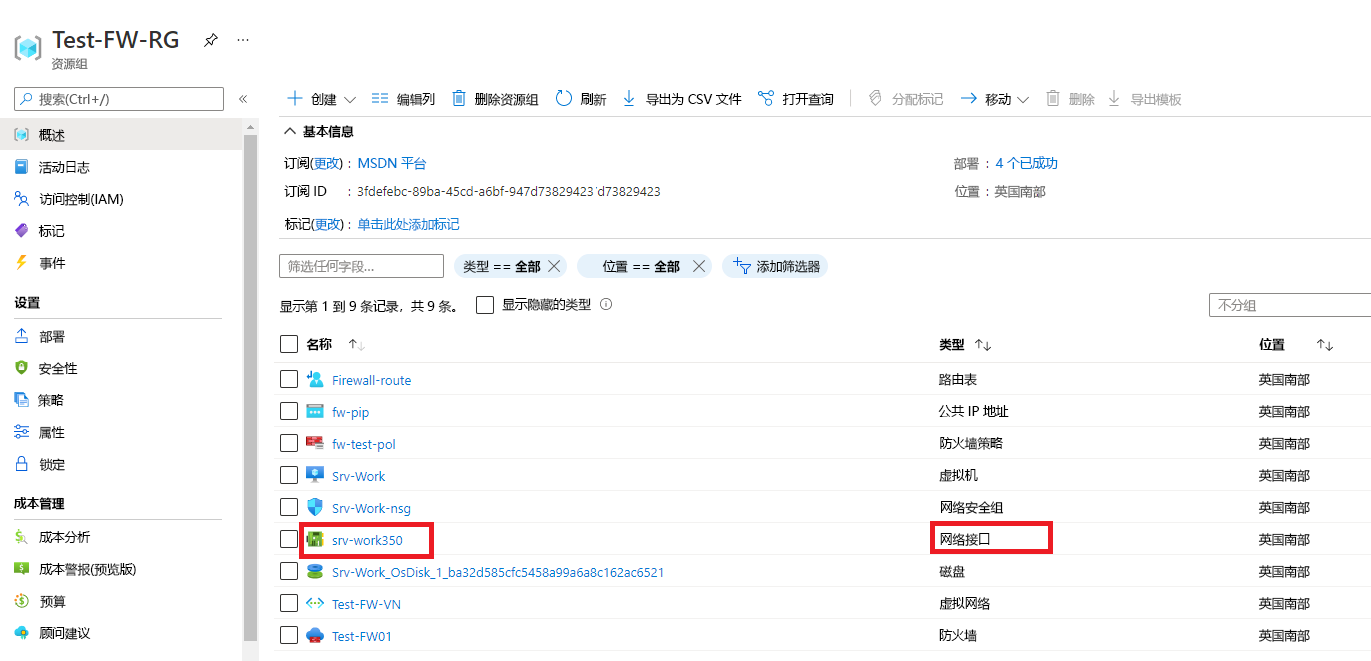 Test-FW-RG
资源组
搜索(Ctrl+/)
创建 编辑列 删除资源组 刷新 导出为 CSV 文件 打开查询 分配标记 移动 删除 导出模板
概述
活动日志
访问控制(IAM)
标记
事件
设置
部署
安全性
策略
属性
锁定
成本管理
成本分析
成本警报(预览版)
预算
顾问建议
基本信息
订阅(更改) : MSDN 平台
部署 : 4 个已成功
订阅 ID : 3fdefebc-89ba-45cd-a6bf-947d73829423 d73829423
位置 : 英国南部
标记(更改) : 单击此处添加标记
筛选任何字段... 类型 == 全部 位置 == 全部 添加筛选器
显示第 1 到 9 条记录，共 9 条。 显示隐藏的类型 不分组
名称 类型 位置
Firewall-route 路由表 英国南部
fw-pip 公共 IP 地址 英国南部
fw-test-pol 防火墙策略 英国南部
Srv-Work 虚拟机 英国南部
Srv-Work-nsg 网络安全组 英国南部
srv-work350 网络接口 英国南部
Srv-Work_OsDisk_1_ba32d585cfc5458a99a6a8c162ac6521 磁盘 英国南部
Test-FW-VN 虚拟网络 英国南部
Test-FW01 防火墙 英国南部